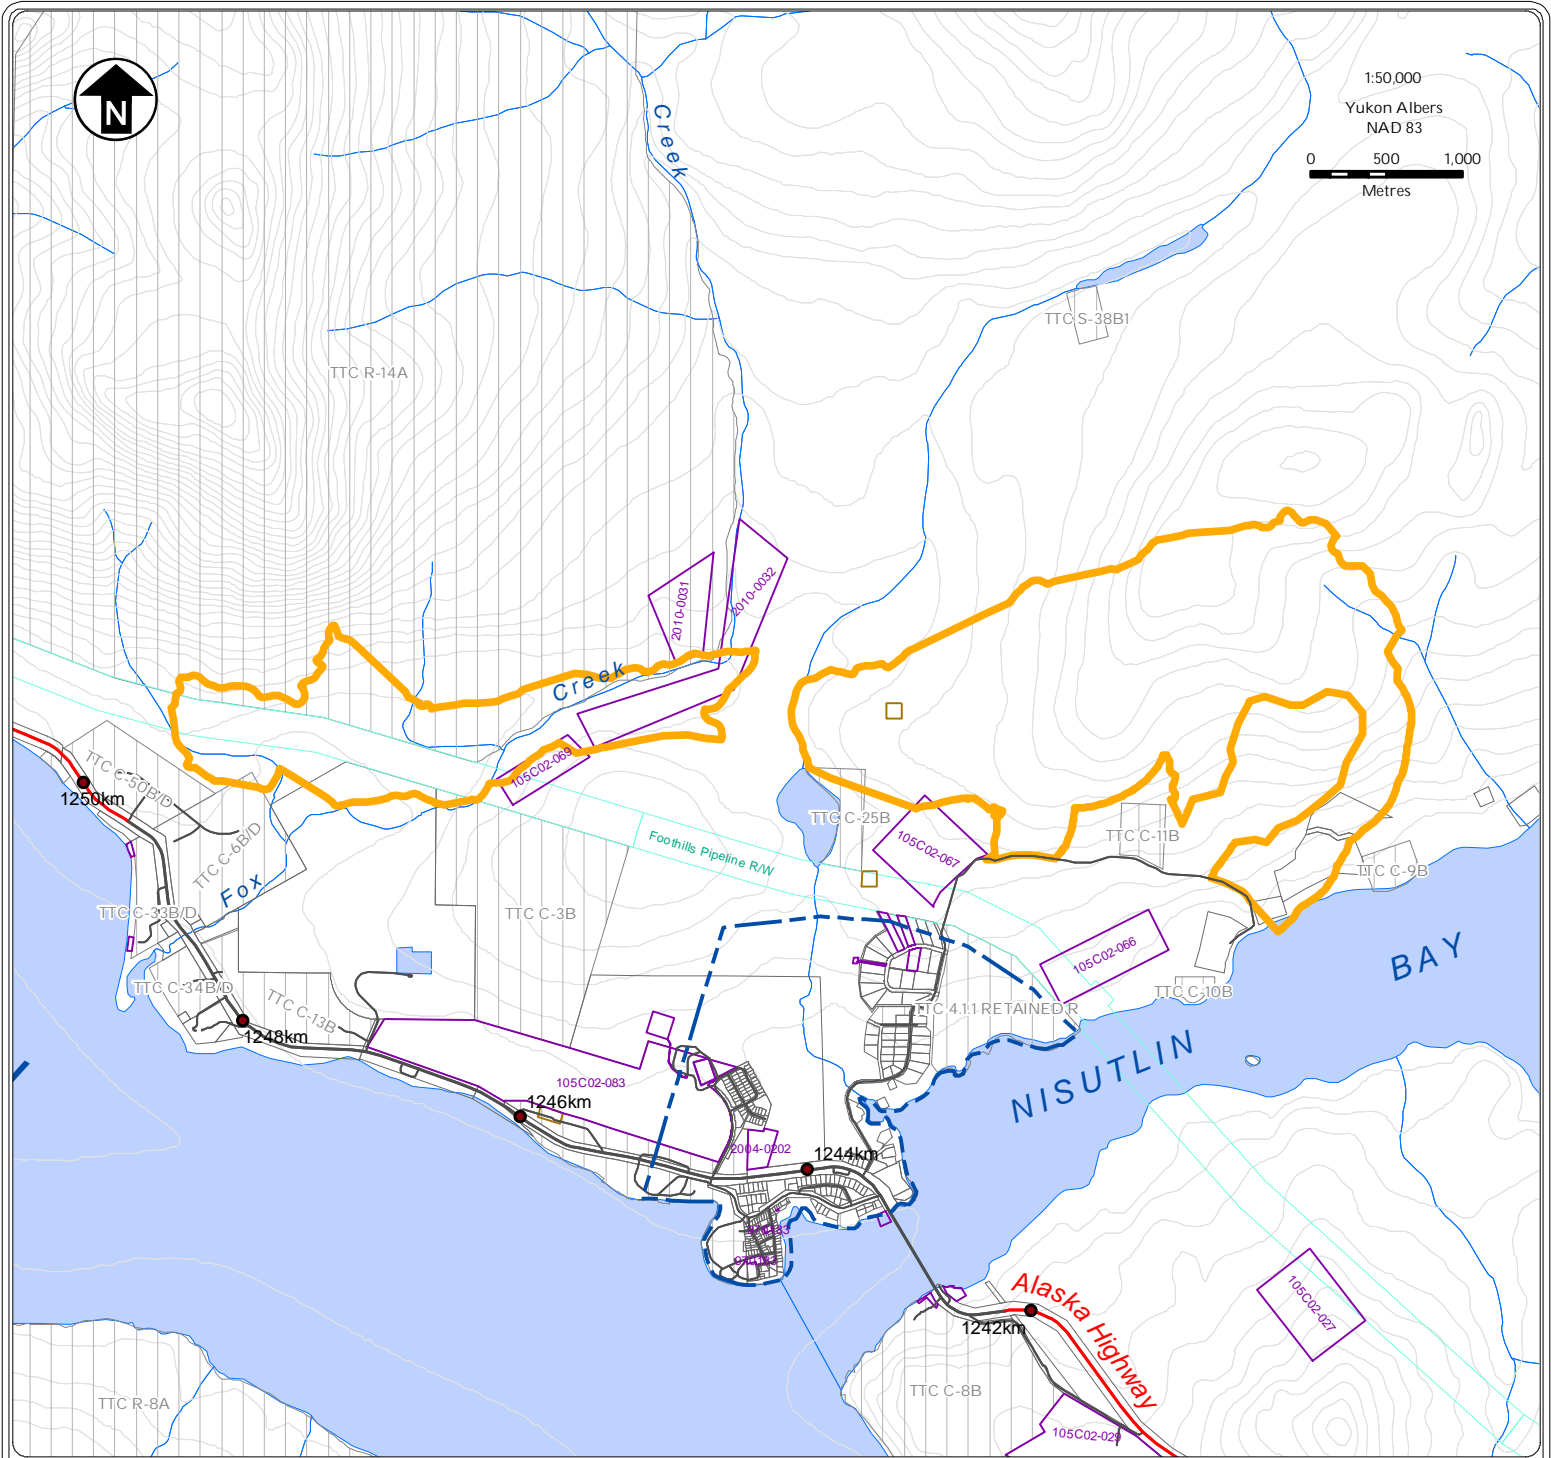 N
1:50,000
Yukon Albers
NAD 83
0 500 1,000
Metres
Creek
TTC S-38B1
TTC R-14A
2010-0031
2010-0032
Creek
105C02-069
TTC C-50B/D
1250km
TTC C-6B/D
Fox
TTC C-25B
105C02-067
TTC C-11B
Foothills Pipeline R/W
TTC C-9B
TTC C-33B/D
TTC C-3B
105C02-066
BAY
TTC C-34B/D
TTC C-10B
TTC C-13B
TTC 4.1.1 RETAINED R
1248km
NISUTLIN
105C02-083
1246km
2004-0202
1244km
105C02-027
Alaska Highway
1242km
TTC C-8B
TTC R-8A
105C02-029